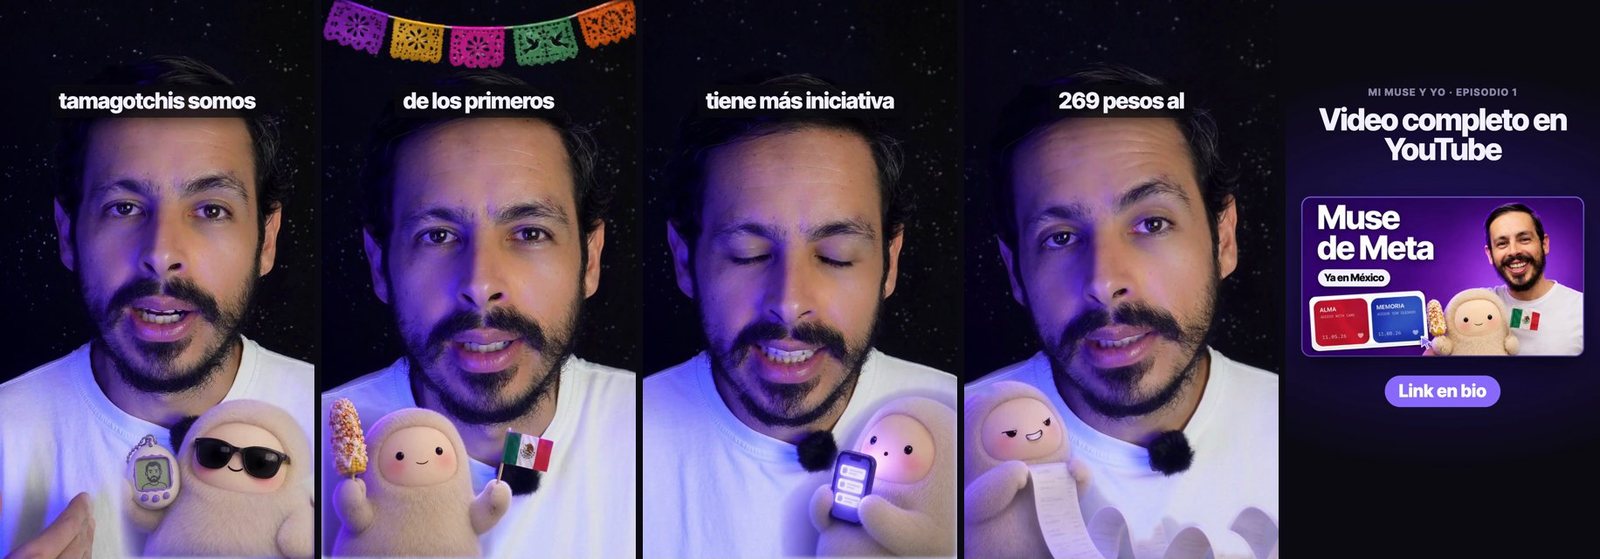 tamagotchis somos
de los primeros
tiene más iniciativa
269 pesos al
MI MUSE Y YO · EPISODIO 1
Video completo en
YouTube
Muse
de Meta
Ya en México
ALMA
MEMORIA
Link en bio